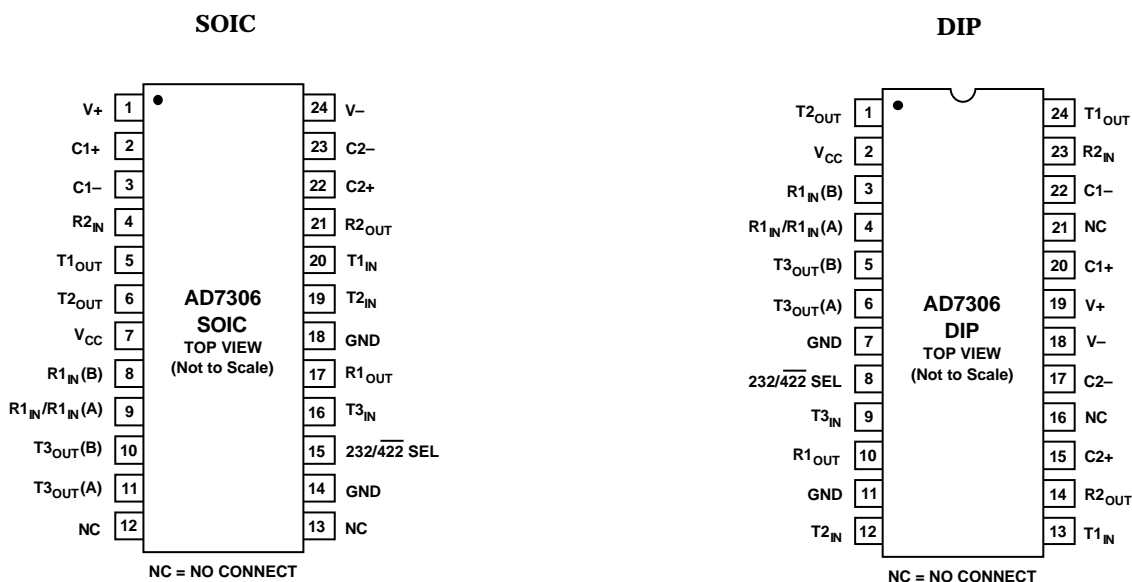 SOIC
V+ 1 24 V–
C1+ 2 23 C2–
C1– 3 22 C2+
R2IN 4 21 R2OUT
T1OUT 5 20 T1IN
T2OUT 6 19 T2IN
VCC 7 18 GND
R1IN(B) 8 17 R1OUT
R1IN/R1IN(A) 9 16 T3IN
T3OUT(B) 10 15 232/422 SEL
T3OUT(A) 11 14 GND
NC 12 13 NC
AD7306
SOIC
TOP VIEW
(Not to Scale)
NC = NO CONNECT
DIP
T2OUT 1 24 T1OUT
VCC 2 23 R2IN
R1IN(B) 3 22 C1–
R1IN/R1IN(A) 4 21 NC
T3OUT(B) 5 20 C1+
T3OUT(A) 6 19 V+
GND 7 18 V–
232/422 SEL 8 17 C2–
T3IN 9 16 NC
R1OUT 10 15 C2+
GND 11 14 R2OUT
T2IN 12 13 T1IN
AD7306
DIP
TOP VIEW
(Not to Scale)
NC = NO CONNECT